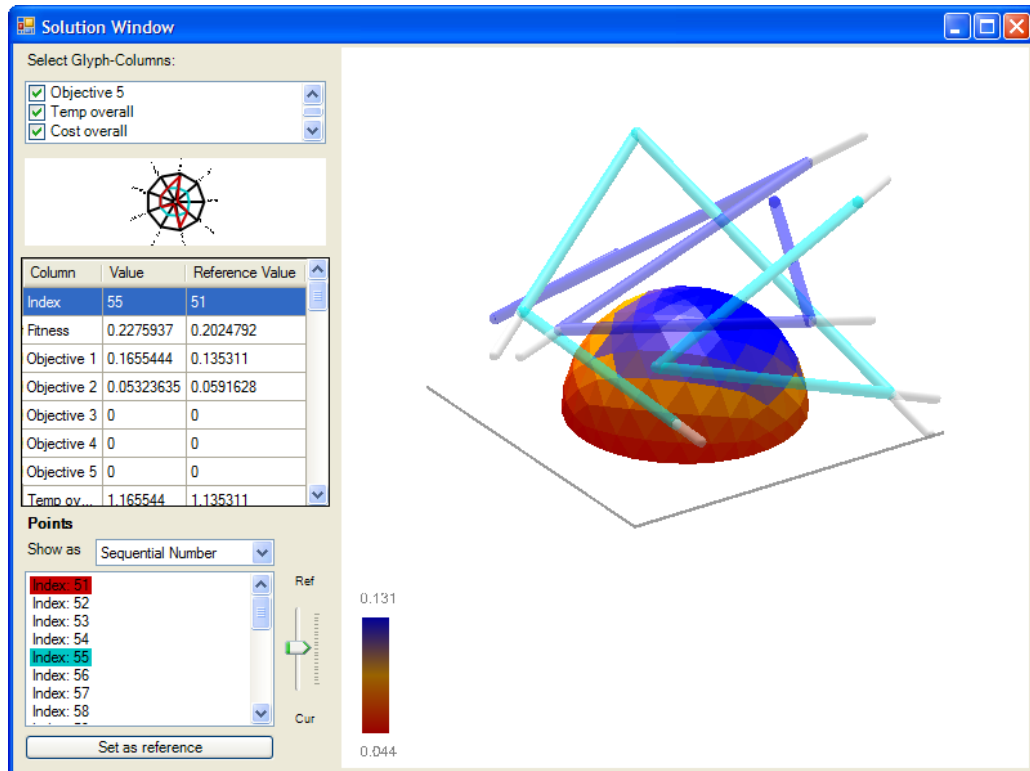 Solution Window
Select Glyph-Columns:
Objective 5
Temp overall
Cost overall
Column Value Reference Value
Index 55 51
Fitness 0.2275937 0.2024792
Objective 1 0.1655444 0.135311
Objective 2 0.05323635 0.0591628
Objective 3 0 0
Objective 4 0 0
Objective 5 0 0
Temp ov... 1.165544 1.135311
Points
Show as Sequential Number
Index: 51
Index: 52
Index: 53
Index: 54
Index: 55
Index: 56
Index: 57
Index: 58
Ref
Cur
Set as reference
0.131
0.044